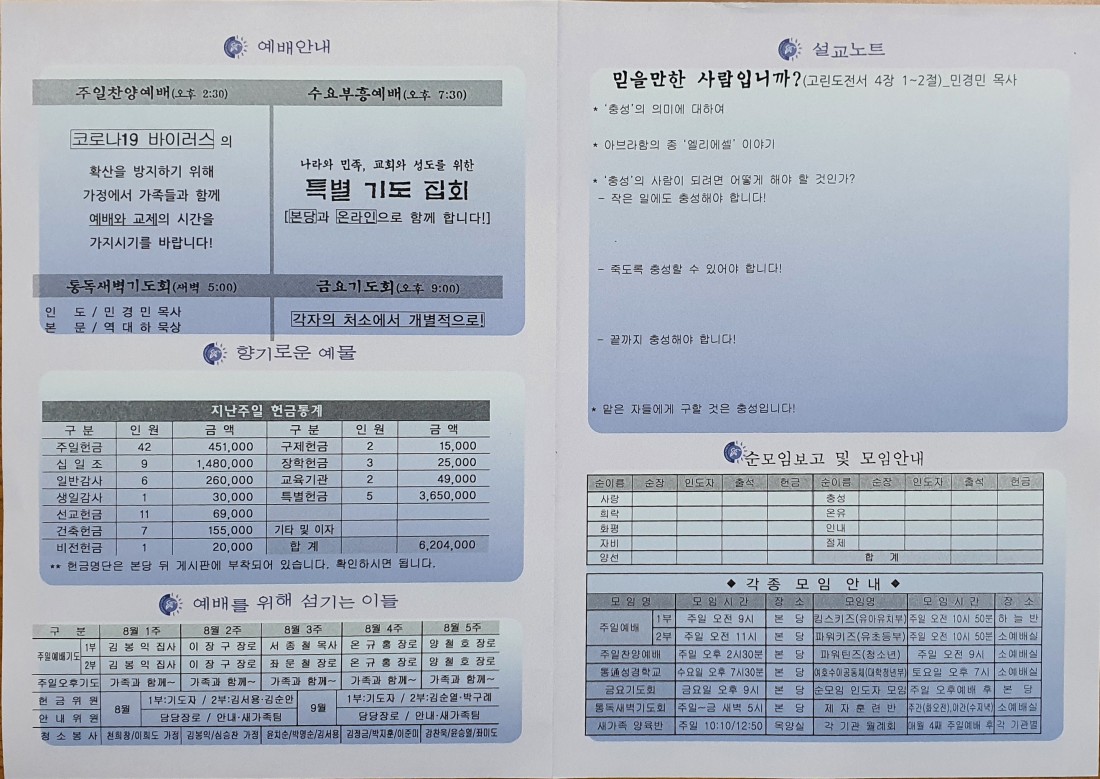 예배안내
주일찬양예배(오후 2:30)
코로나19 바이러스 의
확산을 방지하기 위해
가정에서 가족들과 함께
예배와 교제의 시간을
가지시기를 바랍니다!
수요부흥예배(오후 7:30)
나라와 민족, 교회와 성도를 위한
특별 기도 집회
[본당과 온라인으로 함께 합니다!]
통독새벽기도회(새벽 5:00)
인 도 / 민 경 민 목사
본 문 / 역 대 하 묵상
금요기도회(오후 9:00)
각자의 처소에서 개별적으로!
향기로운 예물
지난주일 헌금통계
구 분 인 원 금 액 구 분 인 원 금 액
주일헌금 42 451,000 구제헌금 2 15,000
십 일 조 9 1,480,000 장학헌금 3 25,000
일반감사 6 260,000 교육기관 2 49,000
생일감사 1 30,000 특별헌금 5 3,650,000
선교헌금 11 69,000
건축헌금 7 155,000 기타 및 이자
비전헌금 1 20,000 합 계 6,204,000
** 헌금명단은 본당 뒤 게시판에 부착되어 있습니다. 확인하시면 됩니다.
예배를 위해 섬기는 이들
구 분 8월 1주 8월 2주 8월 3주 8월 4주 8월 5주
주일예배기도 1부 김 봉 익 집사 이 장 구 장로 서 종 철 목사 온 규 홍 장로 양 철 호 장로
2부 김 봉 익 집사 이 장 구 장로 좌 문 철 장로 온 규 홍 장로 양 철 호 장로
주일오후기도 가족과 함께~ 가족과 함께~ 가족과 함께~ 가족과 함께~ 가족과 함께~
헌 금 위 원 8월 1부:기도자 / 2부:김서용·김순안 9월 1부:기도자 / 2부:김순열·박구례
안 내 위 원 담당장로 / 안내·새가족팀 담당장로 / 안내·새가족팀
청 소 봉 사
설교노트
믿을만한 사람입니까?(고린도전서 4장 1~2절)_민경민 목사
* '충성'의 의미에 대하여
* 아브라함의 종 '엘리에셀' 이야기
* '충성'의 사람이 되려면 어떻게 해야 할 것인가?
- 작은 일에도 충성해야 합니다!
- 죽도록 충성할 수 있어야 합니다!
- 끝까지 충성해야 합니다!
* 맡은 자들에게 구할 것은 충성입니다!
순모임보고 및 모임안내
순이름 순장 인도자 출석 헌금 순이름 순장 인도자 출석 헌금
사랑 충성
희락 온유
화평 인내
자비 절제
양선 합 계
◆ 각 종 모 임 안 내 ◆
모 임 명 모 임 시 간 장 소 모임명 모 임 시 간 장 소
주일예배 1부 주일 오전 9시 본 당 킹스키즈(유아유치부) 주일 오전 10시 50분 하 늘 반
2부 주일 오전 11시 본 당 파워키즈(유초등부) 주일 오전 10시 50분 소예배실
주일찬양예배 주일 오후 2시30분 본 당 파워틴즈(청소년) 주일 오전 9시 소예배실
통通성경학교 수요일 오후 7시30분 본 당 여호수아공동체(대학청년부) 토요일 오후 7시 소예배실
금요기도회 금요일 오후 9시 본 당 순모임 인도자 모임 주일 오후예배 후 본 당
통독새벽기도회 주일~금 새벽 5시 본 당 제 자 훈 련 반 주간(화오전),야간(수저녁) 소예배실
새가족 양육반 주일 10:10/12:50 목양실 각 기관 월례회 매월 4째 주일예배 후 각 기관별